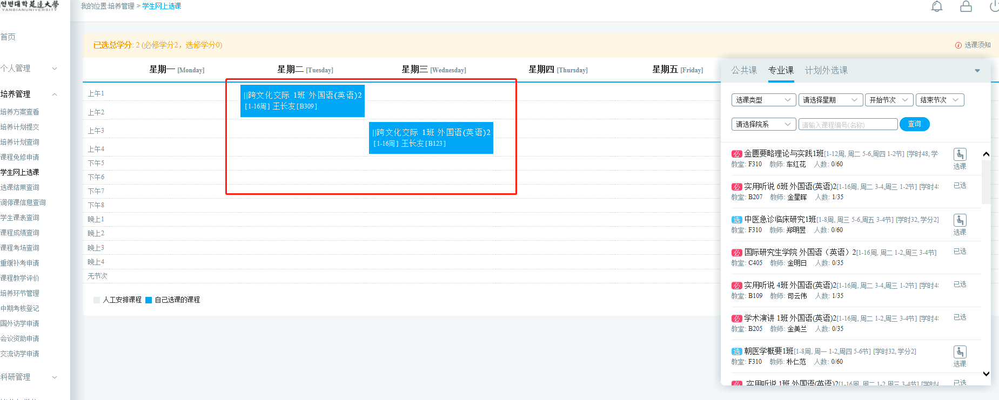 연변대학 延边大學
YANBIANUNIVERSITY
我的位置:培养管理 > 学生网上选课
首页
个人管理
培养管理
培养方案查看
培养计划提交
培养计划查询
课程免修申请
学生网上选课
选课结果查询
调停课信息查询
学生课表查询
课程成绩查询
课程考场查询
重缓补考申请
课程教学评价
培养环节管理
中期考核登记
国外访学申请
会议资助申请
交流访学申请
科研管理
已选总学分: 2 (必修学分2，选修学分0)
选课须知
星期一 [Monday] 星期二 [Tuesday] 星期三 [Wednesday] 星期四 [Thursday] 星期五 [Friday]
上午1
上午2
上午3
上午4
下午5
下午6
下午7
下午8
晚上1
晚上2
晚上3
晚上4
无节次
||跨文化交际 1班 外国语(英语)2
[1-16周] 王长友[B309]
||跨文化交际 1班 外国语(英语)2
[1-16周] 王长友[B123]
人工安排课程 自己选课的课程
公共课 专业课 计划外选课
选课类型 请选择星期 开始节次 结束节次
请选择院系 请输入课程编号(名称) 查询
必 金匮要略理论与实践1班[1-12周, 周二 5-6,周四 1-2节] [学时48, 学
教室: F310 教师: 车红花 人数: 0/60
选课
必 实用听说 6班 外国语(英语)2[1-16周, 周二 3-4,周三 1-2节] [学时48
教室: B207 教师: 金星晖 人数: 1/35
已选
选 中医急诊临床研究1班[1-8周, 周三 5-6,周五 3-4节] [学时32, 学分2]
教室: F310 教师: 郑明昱 人数: 0/60
选课
必 国际研究生学院 外国语（英语）2[1-16周, 周二 1-2,周三 3-4节]
教室: C405 教师: 金明日 人数: 0/35
已选
必 实用听说 4班 外国语(英语)2[1-16周, 周二 3-4,周三 1-2节] [学时48
教室: B109 教师: 司云伟 人数: 1/35
已选
必 学术演讲 1班 外国语(英语)2[1-16周, 周二 1-2,周三 3-4节] [学时48
教室: B205 教师: 金美兰 人数: 0/35
已选
选 朝医学概要1班[1-8周, 周一 1-2,周四 5-6节] [学时32, 学分2]
教室: F310 教师: 朴仁范 人数: 0/60
选课
必 实用听说 1班 外国语(英语)2[1-16周, 周二 1-2,周三 3-4节] [学时4
已选